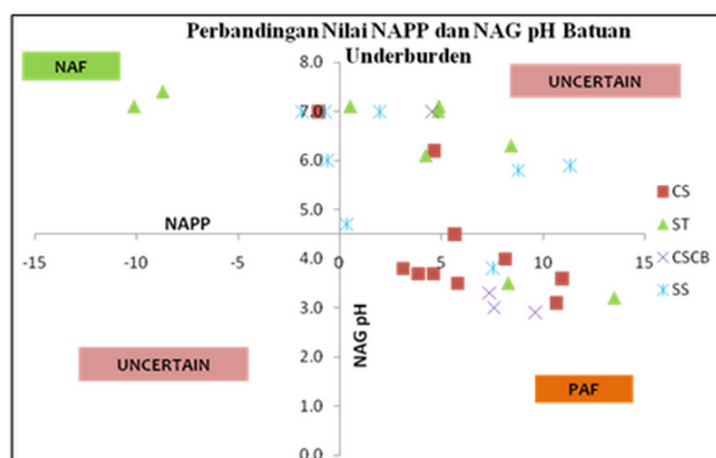 Perbandingan Nilai NAPP dan NAG pH Batuan
Underburden
NAF
UNCERTAIN
8.0
7.0
6.0
5.0
4.0
3.0
2.0
1.0
0.0
NAPP
-15
-10
-5
0
5
10
15
NAG pH
CS
ST
CSCB
SS
UNCERTAIN
PAF